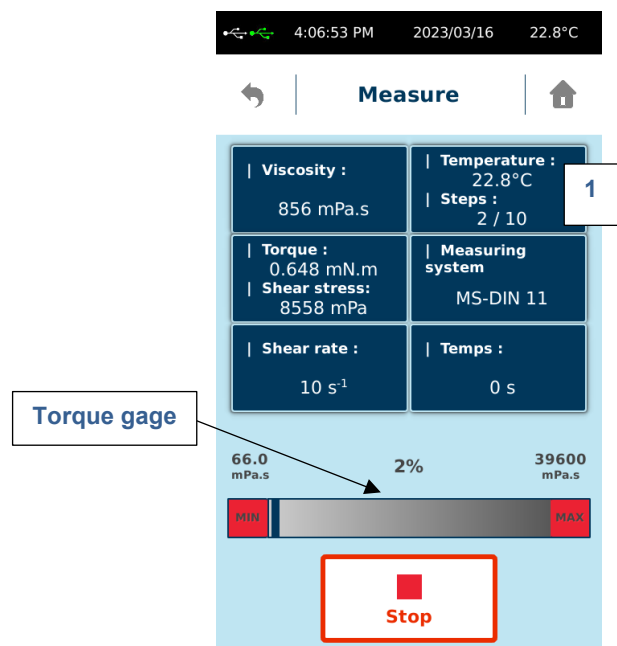 4:06:53 PM 2023/03/16 22.8°C
Measure
| Viscosity :
856 mPa.s
| Temperature :
22.8°C
| Steps :
2 / 10
1
| Torque :
0.648 mN.m
| Shear stress:
8558 mPa
| Measuring
system
MS-DIN 11
| Shear rate :
10 s⁻¹
| Temps :
0 s
Torque gage
66.0
mPa.s
2%
39600
mPa.s
MIN
MAX
Stop